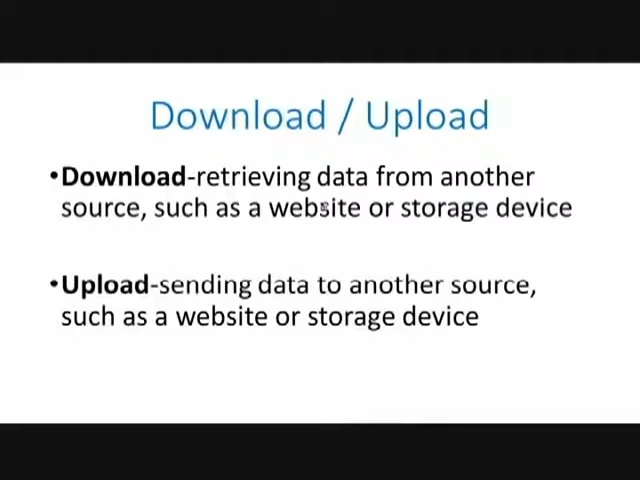 Download / Upload
•Download-retrieving data from another
source, such as a website or storage device
•Upload-sending data to another source,
such as a website or storage device